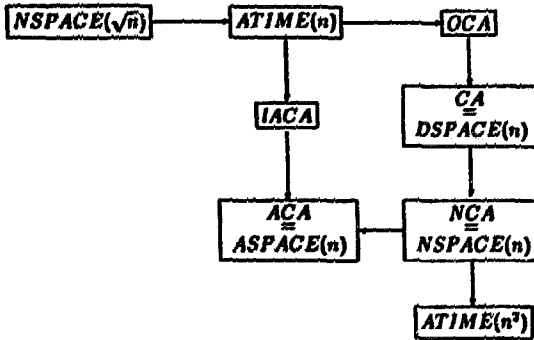 NSPACE(√n)
ATIME(n)
OCA
IACA
CA
=
DSPACE(n)
ACA
=
ASPACE(n)
NCA
=
NSPACE(n)
ATIME(n²)